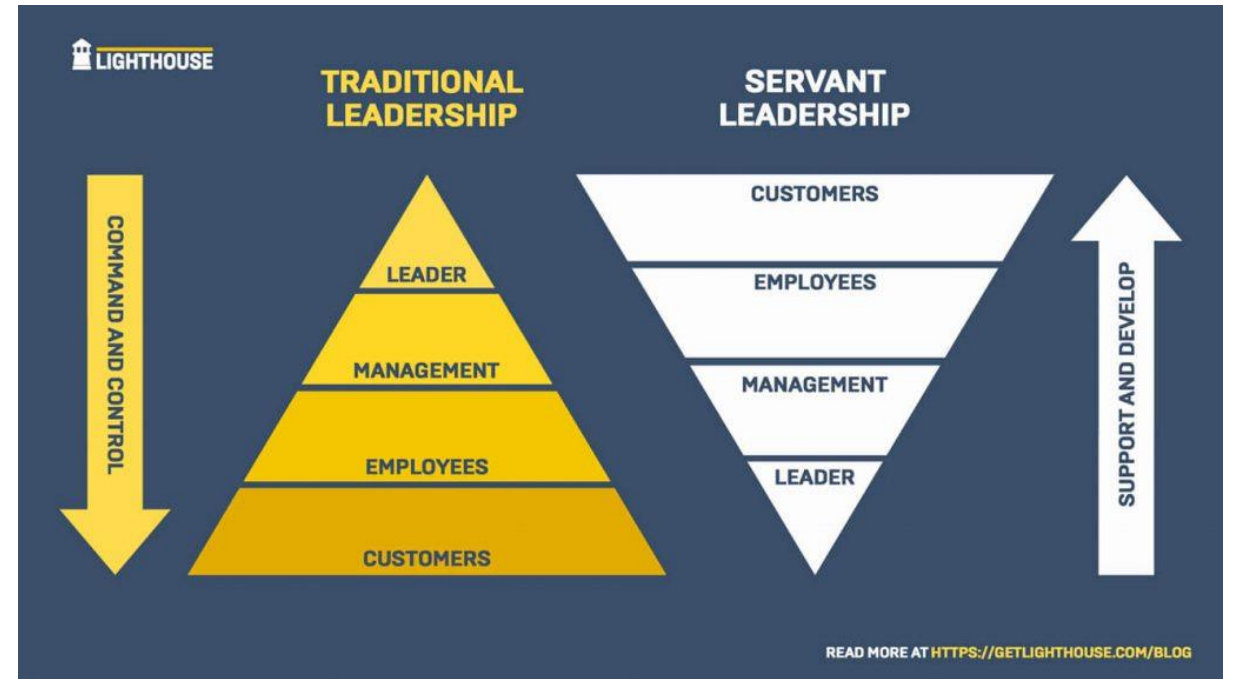 LIGHTHOUSE
TRADITIONAL
LEADERSHIP
SERVANT
LEADERSHIP
COMMAND AND CONTROL
LEADER
MANAGEMENT
EMPLOYEES
CUSTOMERS
CUSTOMERS
EMPLOYEES
MANAGEMENT
LEADER
SUPPORT AND DEVELOP
READ MORE AT HTTPS://GETLIGHTHOUSE.COM/BLOG